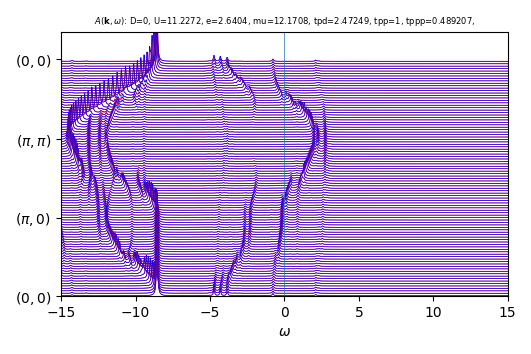 A(k, ω): D=0, U=11.2272, e=2.6404, mu=12.1708, tpd=2.47249, tpp=1, tppp=0.489207,
(0, 0)
(π, π)
(π, 0)
(0, 0)
−15 −10 −5 0 5 10 15
ω